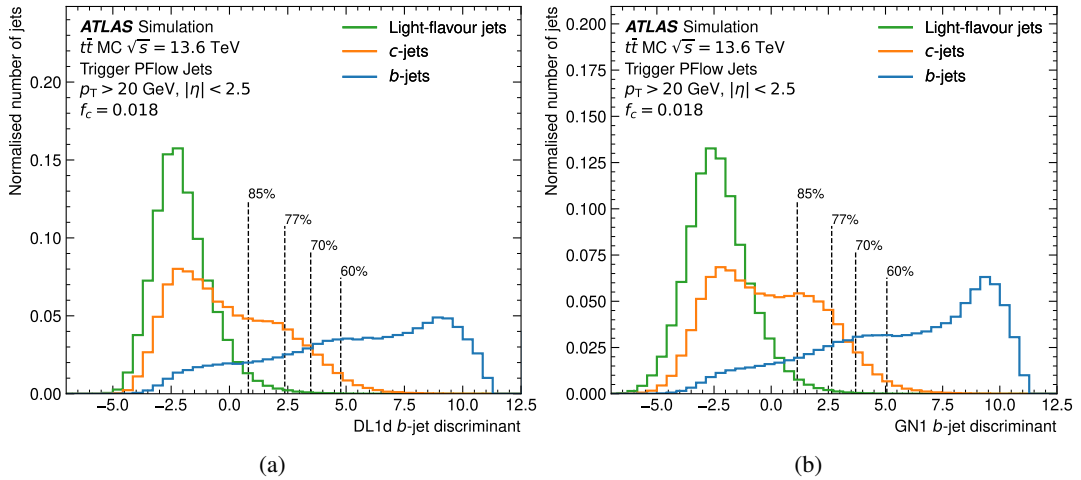 ATLAS Simulation
tt̄ MC √s = 13.6 TeV
Trigger PFlow Jets
pT > 20 GeV, |η| < 2.5
fc = 0.018
Light-flavour jets
c-jets
b-jets
Normalised number of jets
0.20
0.15
0.10
0.05
0.00
85%
77%
70%
60%
−5.0 −2.5 0.0 2.5 5.0 7.5 10.0 12.5
DL1d b-jet discriminant
(a)
ATLAS Simulation
tt̄ MC √s = 13.6 TeV
Trigger PFlow Jets
pT > 20 GeV, |η| < 2.5
fc = 0.018
Light-flavour jets
c-jets
b-jets
Normalised number of jets
0.200
0.175
0.150
0.125
0.100
0.075
0.050
0.025
0.000
85%
77%
70%
60%
−5.0 −2.5 0.0 2.5 5.0 7.5 10.0 12.5
GN1 b-jet discriminant
(b)